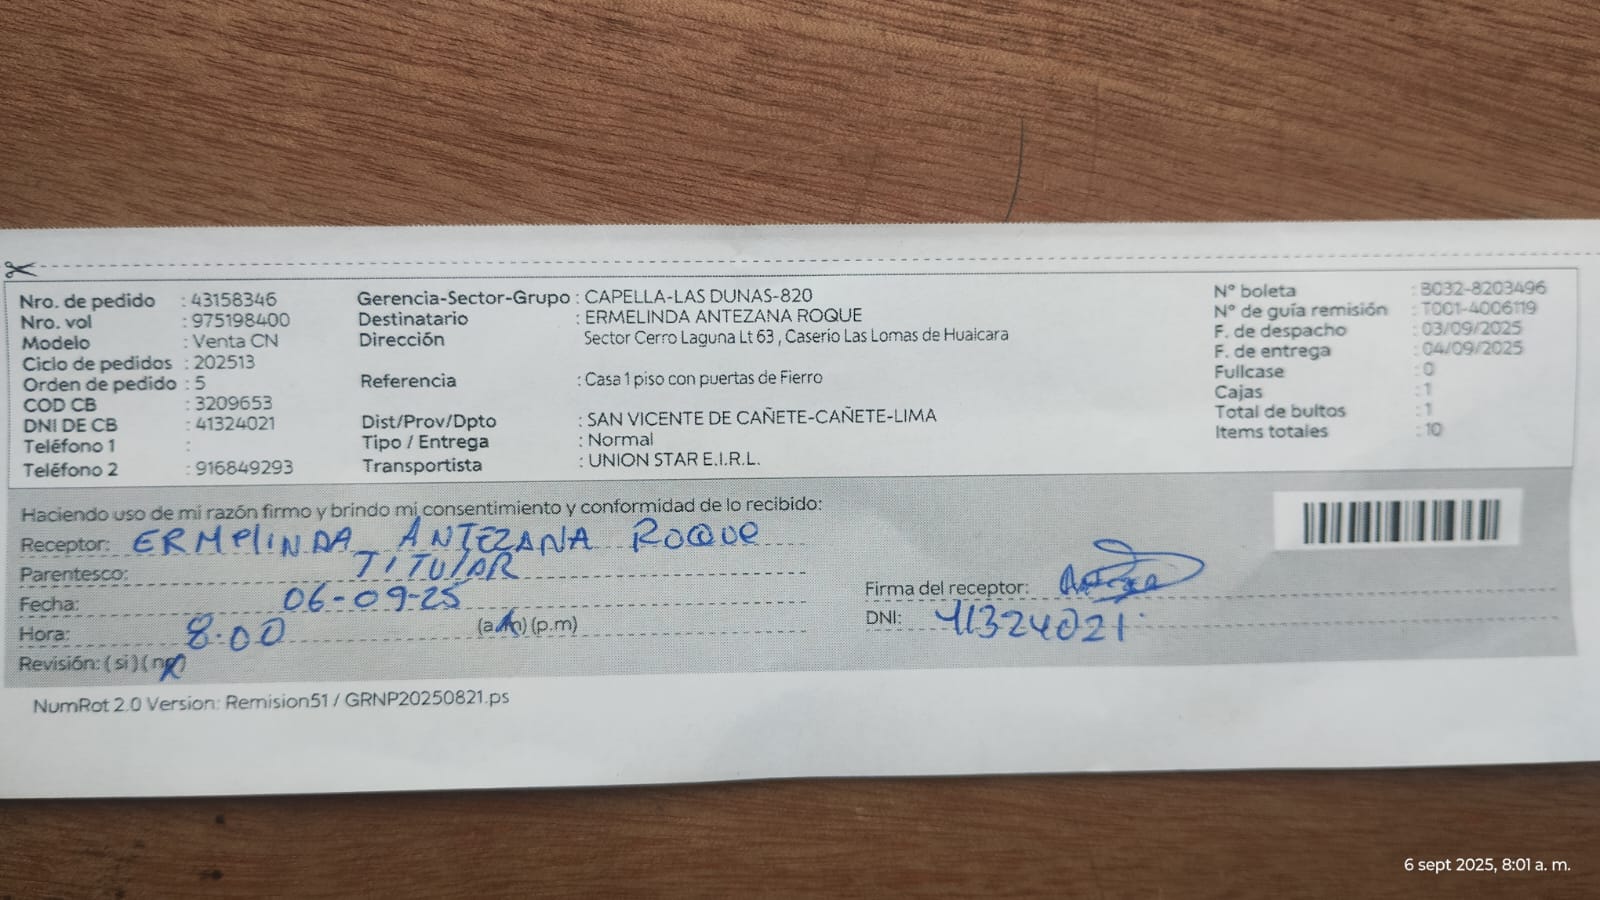 Nro. de pedido : 43158346
Nro. vol : 975198400
Modelo : Venta CN
Ciclo de pedidos : 202513
Orden de pedido : 5
COD CB : 3209653
DNI DE CB : 41324021
Teléfono 1 :
Teléfono 2 : 916849293
Gerencia-Sector-Grupo : CAPELLA-LAS DUNAS-820
Destinatario : ERMELINDA ANTEZANA ROQUE
Dirección Sector Cerro Laguna Lt 63 , Caserio Las Lomas de Hualcara
Referencia : Casa 1 piso con puertas de Fierro
Dist/Prov/Dpto : SAN VICENTE DE CAÑETE-CAÑETE-LIMA
Tipo / Entrega : Normal
Transportista : UNION STAR E.I.R.L.
N° boleta : B032-8203496
N° de guía remisión : T001-4006119
F. de despacho : 03/09/2025
F. de entrega : 04/09/2025
Fullcase : 0
Cajas : 1
Total de bultos : 1
Items totales : 10
Haciendo uso de mi razón firmo y brindo mi consentimiento y conformidad de lo recibido:
Receptor: ERMELINDA ANTEZANA ROQUE
Parentesco: TITULAR
Fecha: 06-09-25
Hora: 8.00 (a.m) (p.m)
Revisión: ( si ) ( no )
Firma del receptor:
DNI: 41324021
NumRot 2.0 Version: Remision51 / GRNP20250821.ps
6 sept 2025, 8:01 a. m.